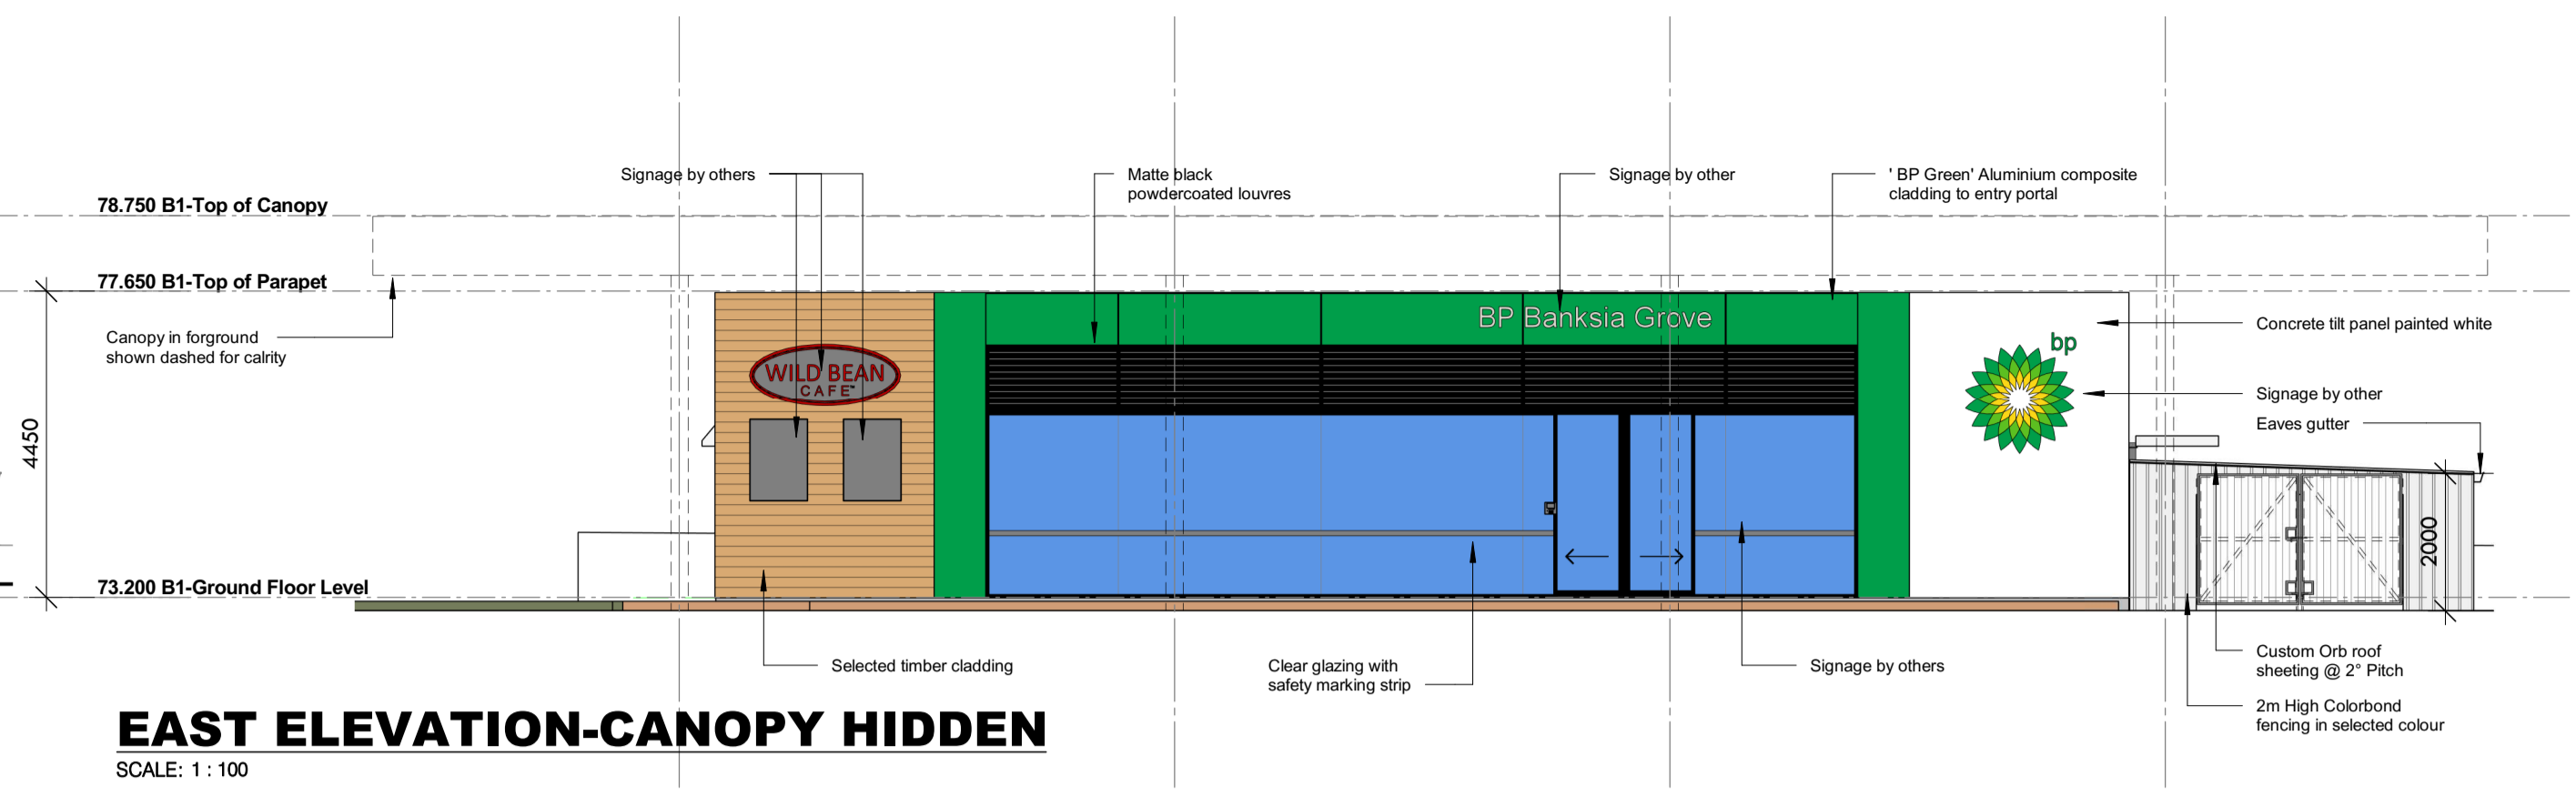 Signage by others
Matte black
powdercoated louvres
Signage by other
' BP Green' Aluminium composite
cladding to entry portal
78.750 B1-Top of Canopy
77.650 B1-Top of Parapet
Canopy in forground
shown dashed for calrity
BP Banksia Grove
Concrete tilt panel painted white
bp
WILD BEAN
CAFE™
Signage by other
Eaves gutter
4450
2000
73.200 B1-Ground Floor Level
Selected timber cladding
Clear glazing with
safety marking strip
Signage by others
Custom Orb roof
sheeting @ 2° Pitch
2m High Colorbond
fencing in selected colour
EAST ELEVATION-CANOPY HIDDEN
SCALE: 1 : 100